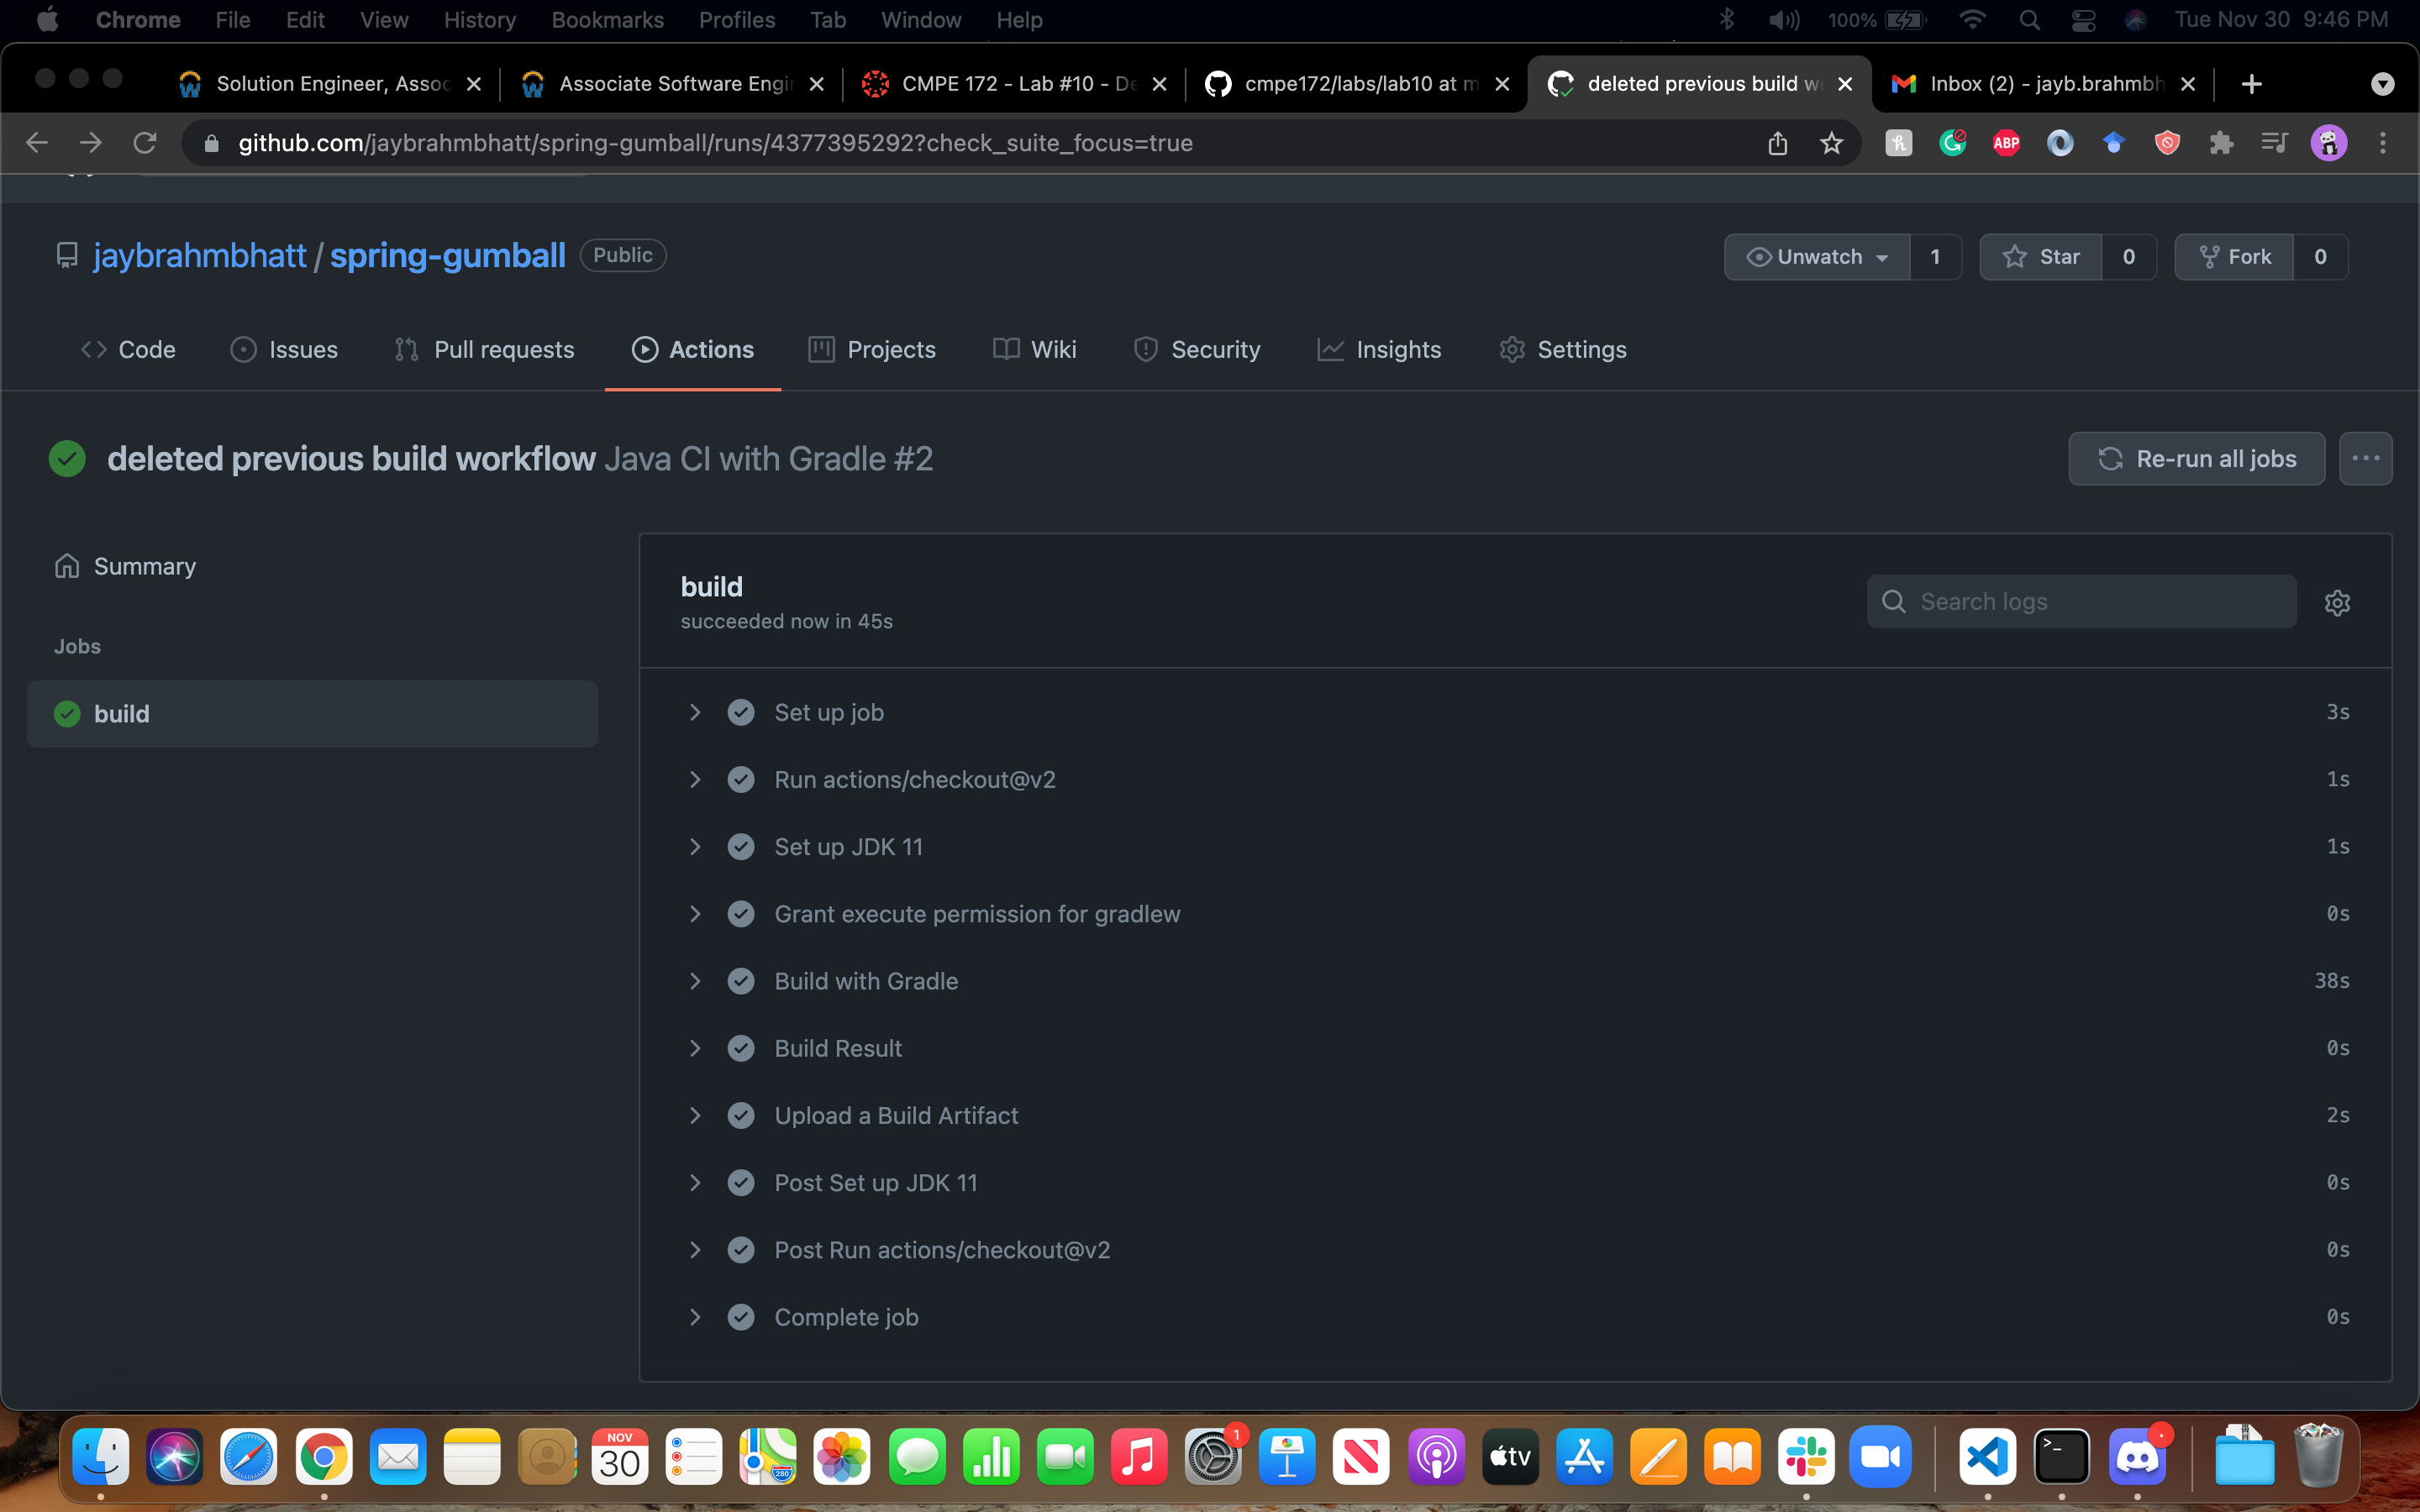 Chrome File Edit View History Bookmarks Profiles Tab Window Help 100% Tue Nov 30 9:46 PM
Solution Engineer, Assoc Associate Software Engi CMPE 172 - Lab #10 - De cmpe172/labs/lab10 at m deleted previous build w Inbox (2) - jayb.brahmbh
github.com/jaybrahmbhatt/spring-gumball/runs/4377395292?check_suite_focus=true ABP
jaybrahmbhatt / spring-gumball Public Unwatch 1 Star 0 Fork 0
Code Issues Pull requests Actions Projects Wiki Security Insights Settings
deleted previous build workflow Java CI with Gradle #2 Re-run all jobs
Summary
Jobs
build
build
succeeded now in 45s
Search logs
Set up job 3s
Run actions/checkout@v2 1s
Set up JDK 11 1s
Grant execute permission for gradlew 0s
Build with Gradle 38s
Build Result 0s
Upload a Build Artifact 2s
Post Set up JDK 11 0s
Post Run actions/checkout@v2 0s
Complete job 0s
NOV
30
280
1
tv